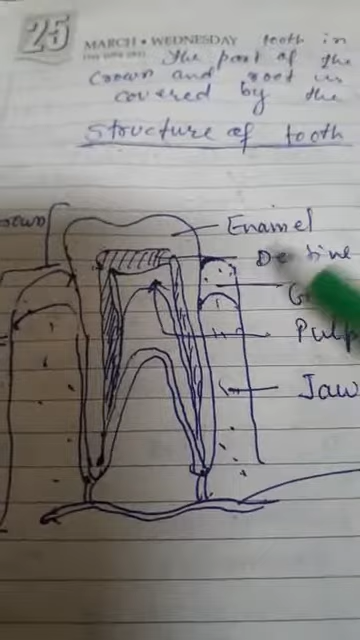 25
MARCH • WEDNESDAY
tooth in
The part of the
crown and root is
covered by the
Structure of tooth
Enamel
Pulp
Jaw